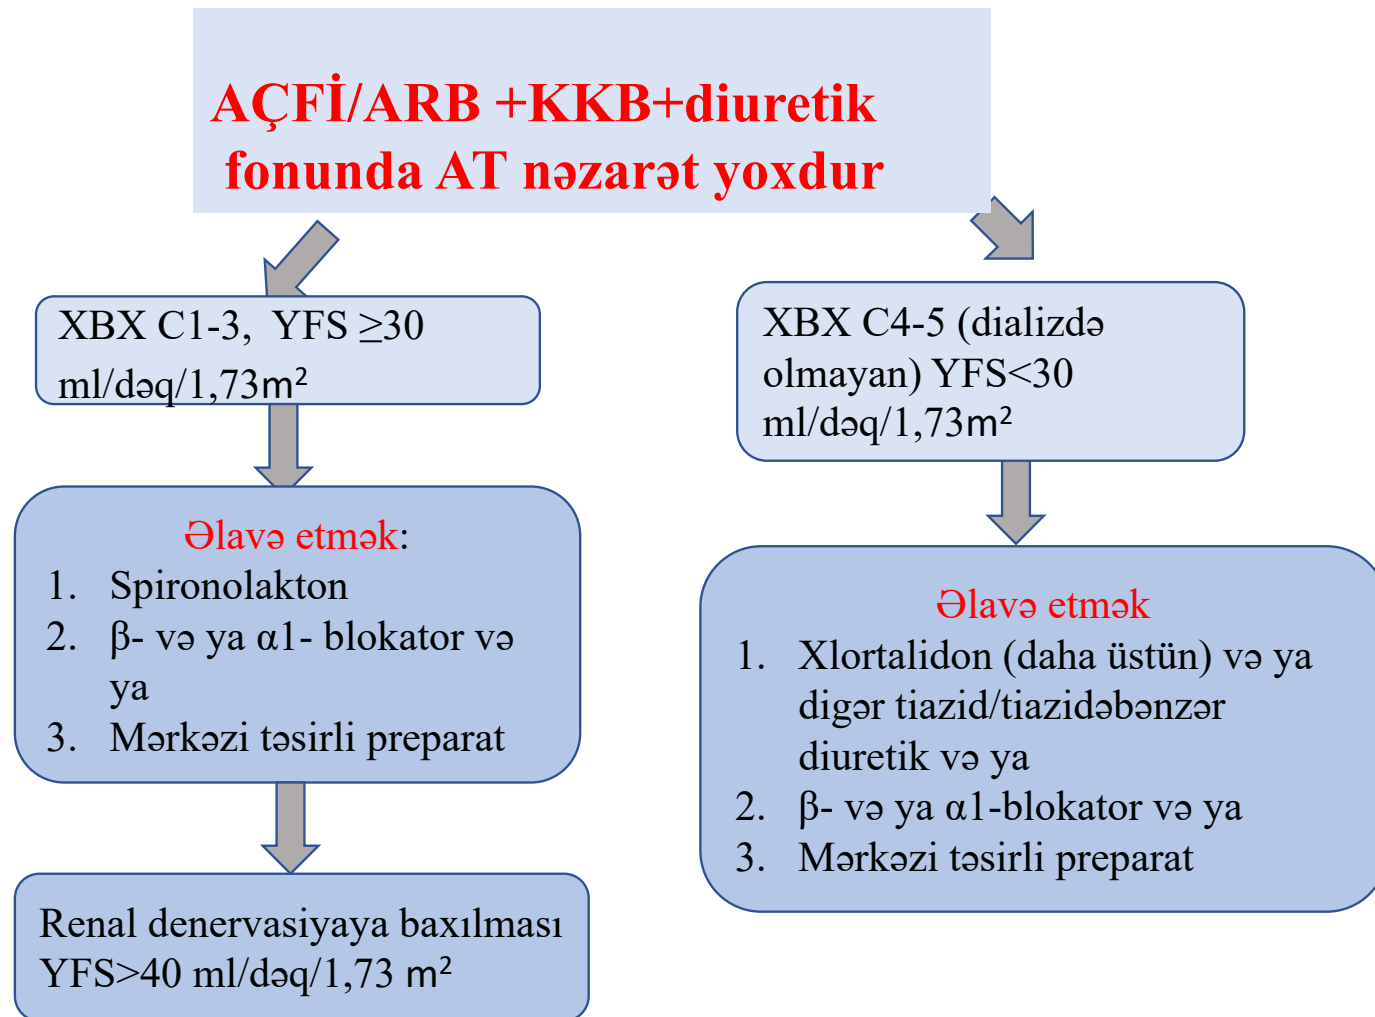 AÇFİ/ARB +KKB+diuretik
fonunda AT nəzarət yoxdur
XBX C1-3, YFS ≥30
ml/dəq/1,73m²
XBX C4-5 (dializdə
olmayan) YFS<30
ml/dəq/1,73m²
Əlavə etmək:
1. Spironolakton
2. β- və ya α1- blokator və
ya
3. Mərkəzi təsirli preparat
Əlavə etmək
1. Xlortalidon (daha üstün) və ya
digər tiazid/tiazidəbənzər
diuretik və ya
2. β- və ya α1-blokator və ya
3. Mərkəzi təsirli preparat
Renal denervasiyaya baxılması
YFS>40 ml/dəq/1,73 m²